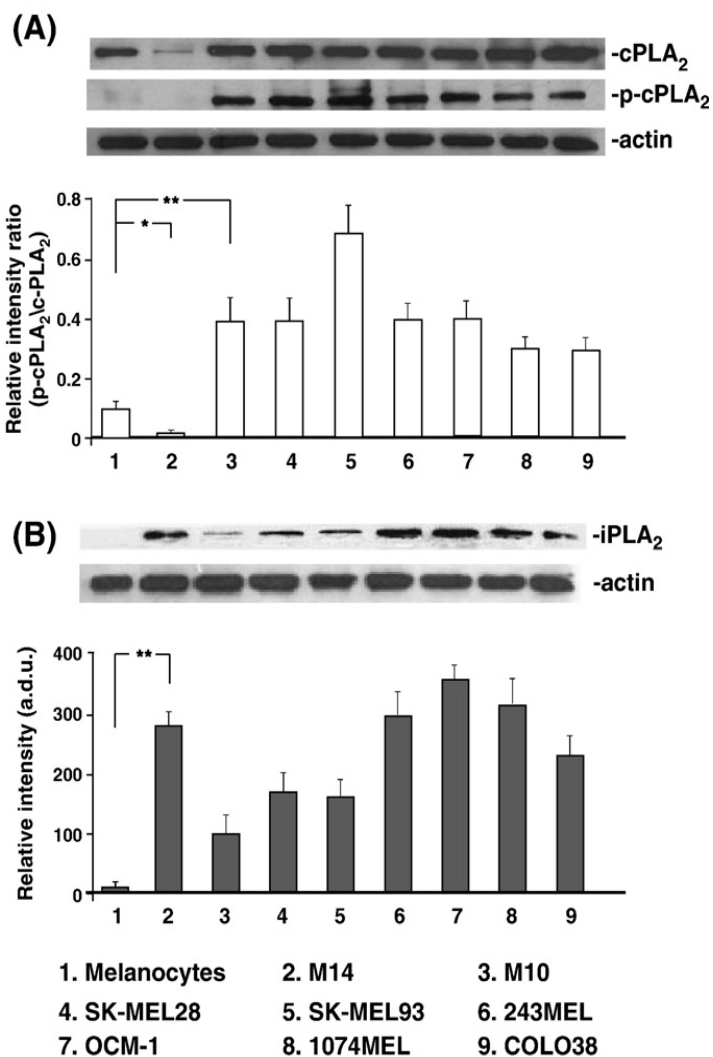 (A)
-cPLA2
-p-cPLA2
-actin
Relative intensity ratio
(p-cPLA2\c-PLA2)
0.8
0.6
0.4
0.2
0
**
*
1 2 3 4 5 6 7 8 9
(B)
-iPLA2
-actin
Relative intensity (a.d.u.)
400
300
200
100
0
**
1 2 3 4 5 6 7 8 9
1. Melanocytes 2. M14 3. M10
4. SK-MEL28 5. SK-MEL93 6. 243MEL
7. OCM-1 8. 1074MEL 9. COLO38